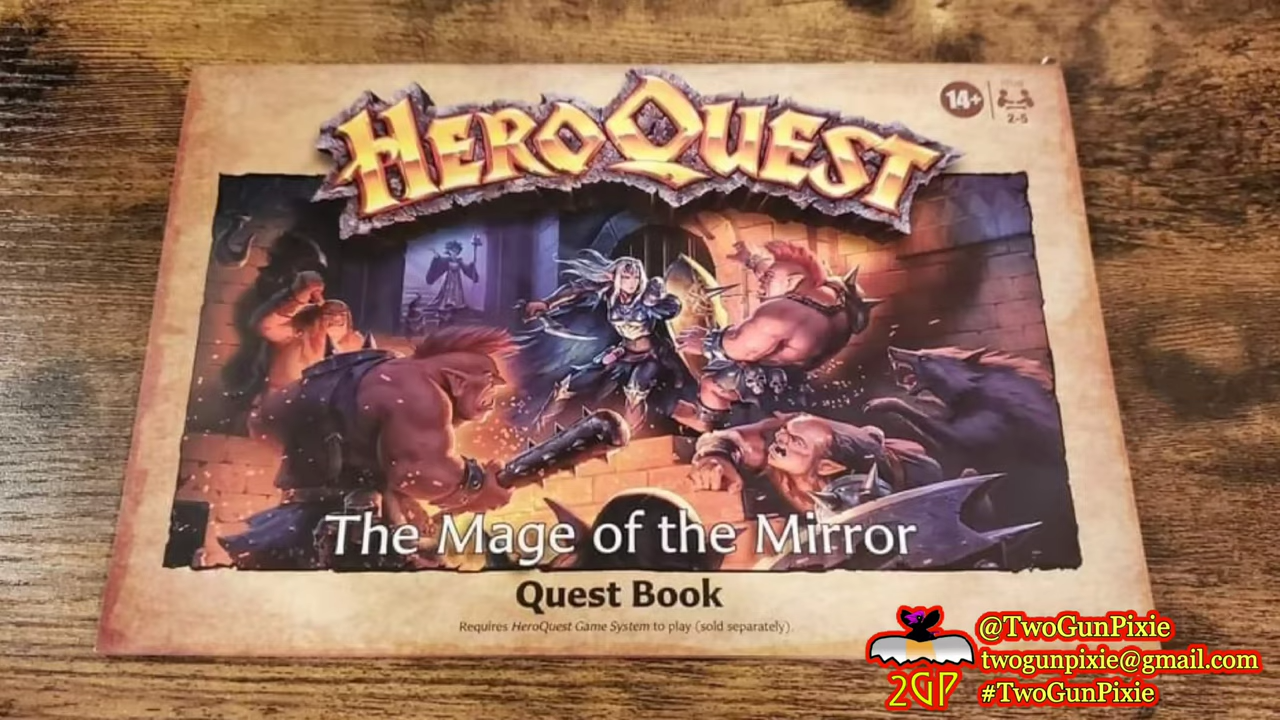 HEROQUEST
14+
2-5
The Mage of the Mirror
Quest Book
Requires HeroQuest Game System to play (sold separately).
@TwoGunPixie
twogunpixie@gmail.com
2GP
#TwoGunPixie